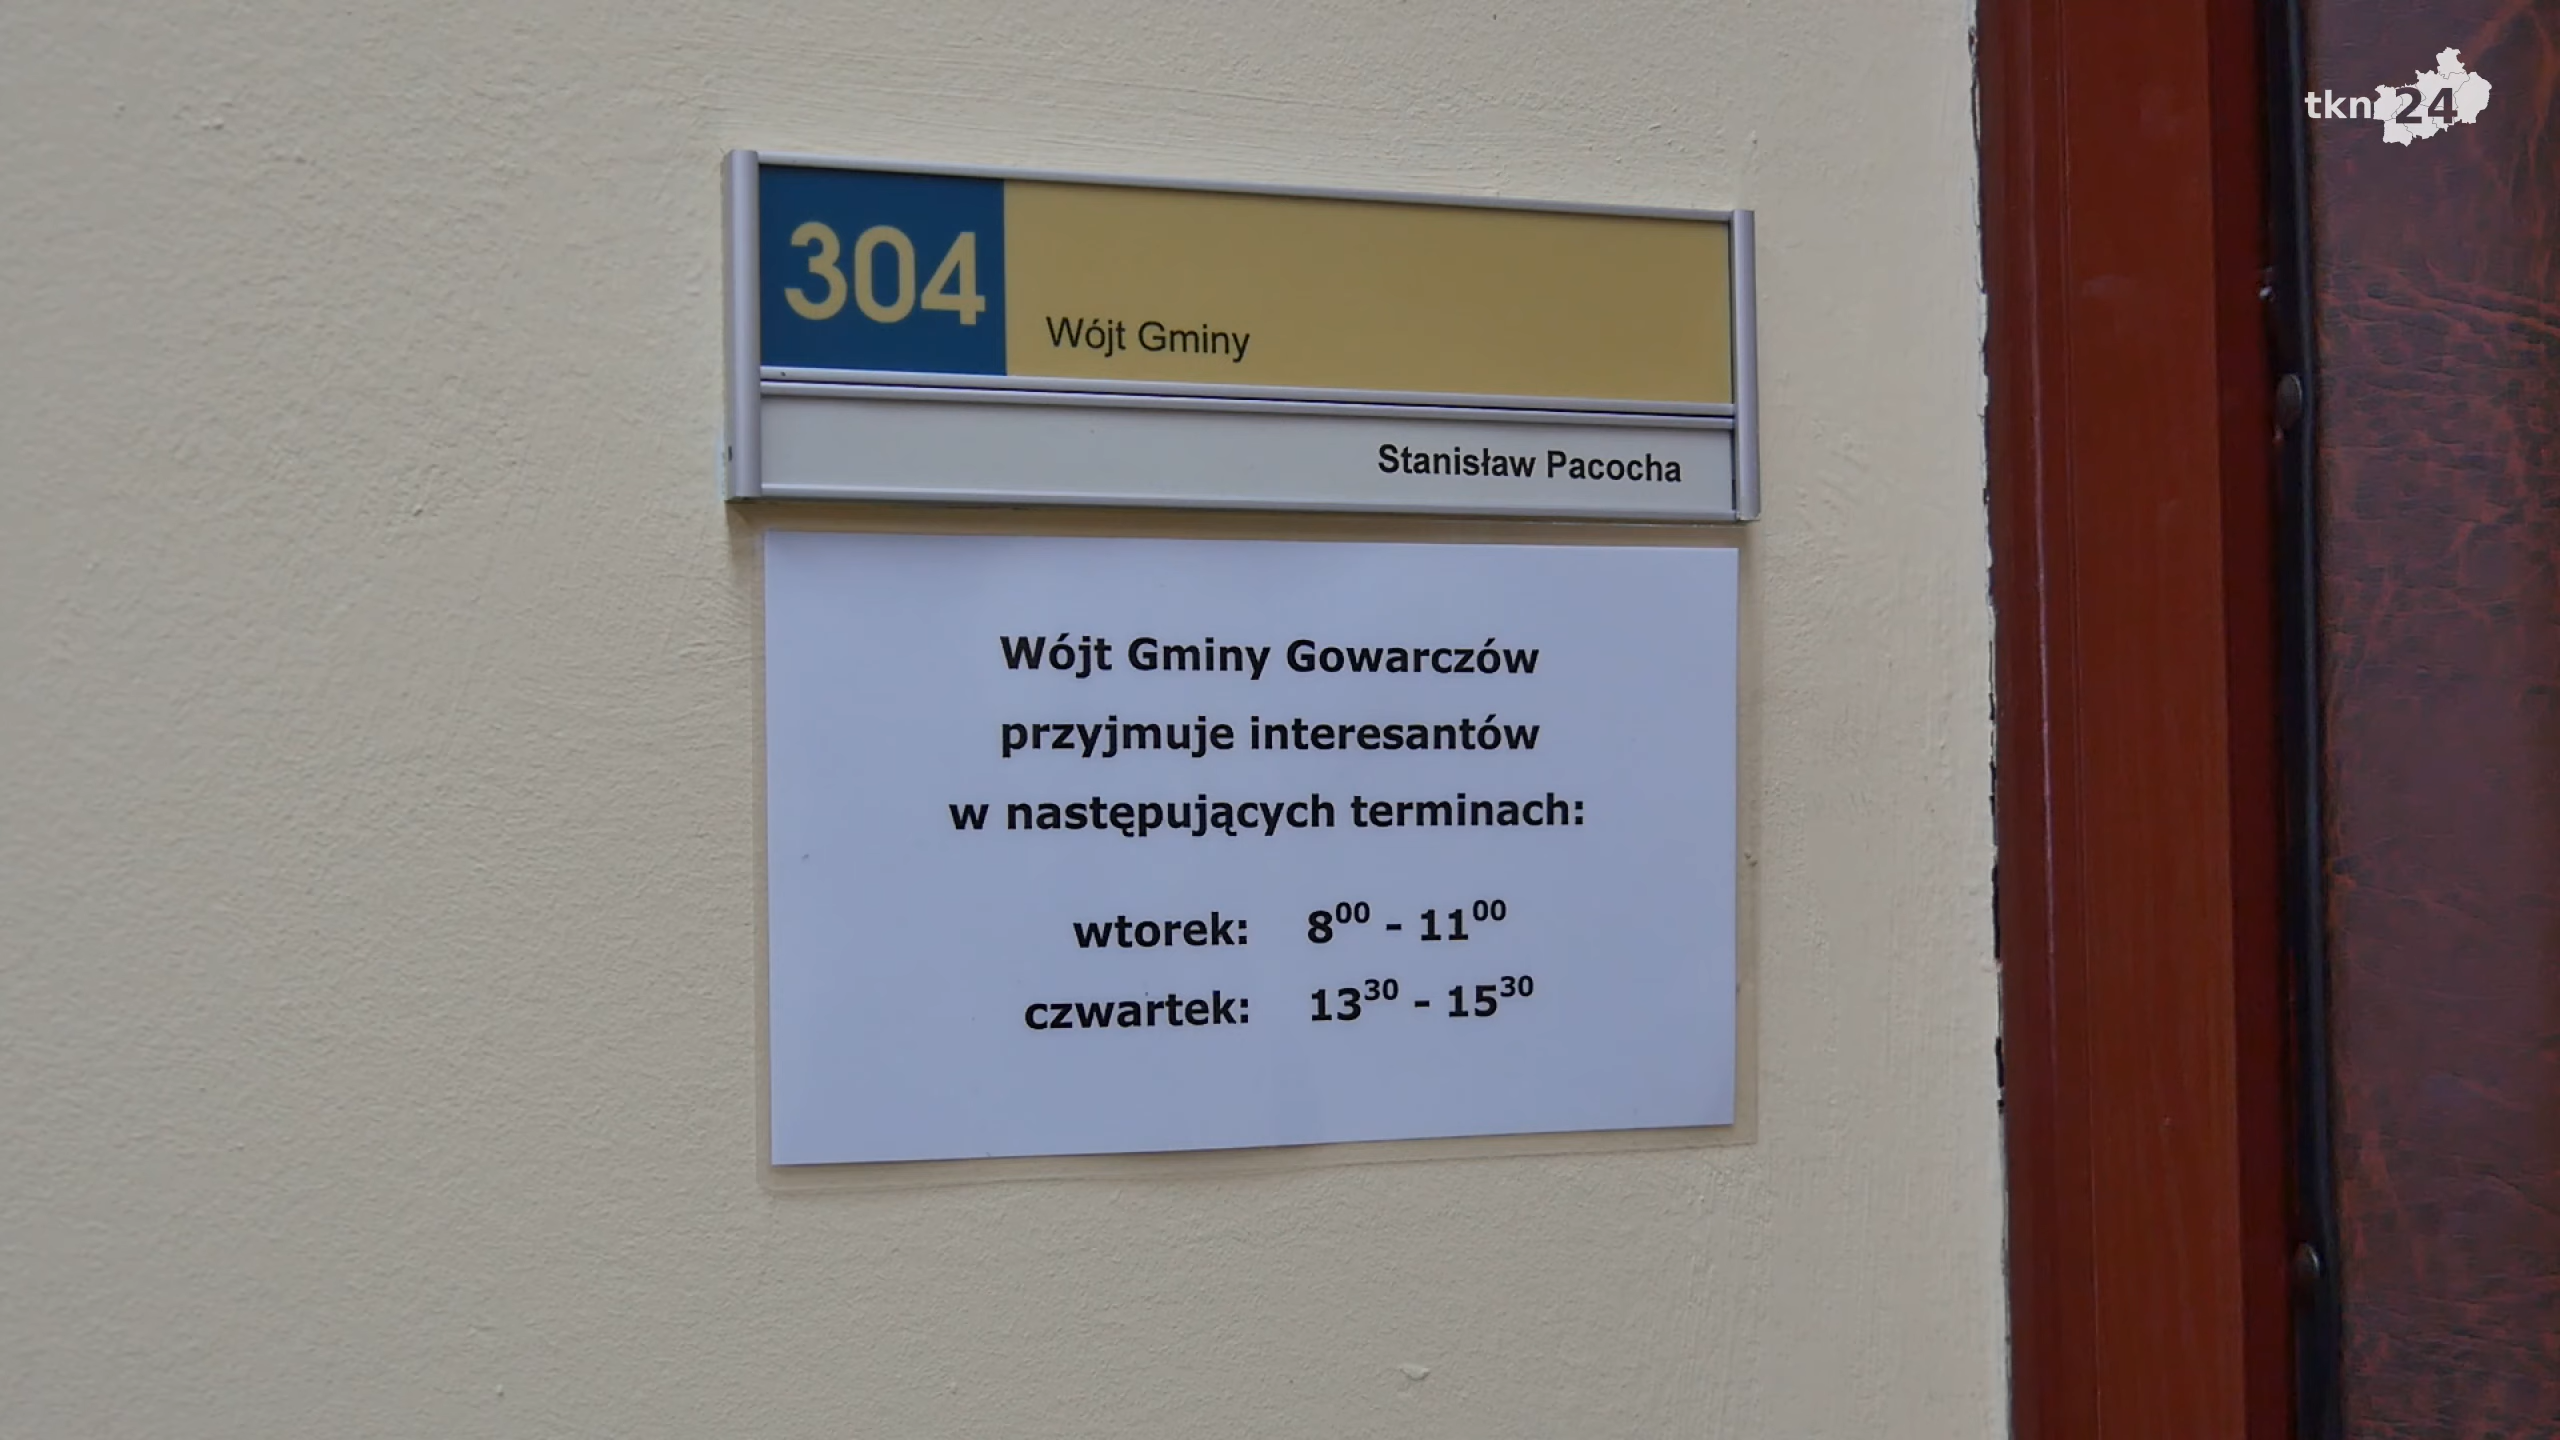 tkn24
304
Wójt Gminy
Stanisław Pacocha
Wójt Gminy Gowarczów
przyjmuje interesantów
w następujących terminach:
wtorek: 8⁰⁰ - 11⁰⁰
czwartek: 13³⁰ - 15³⁰